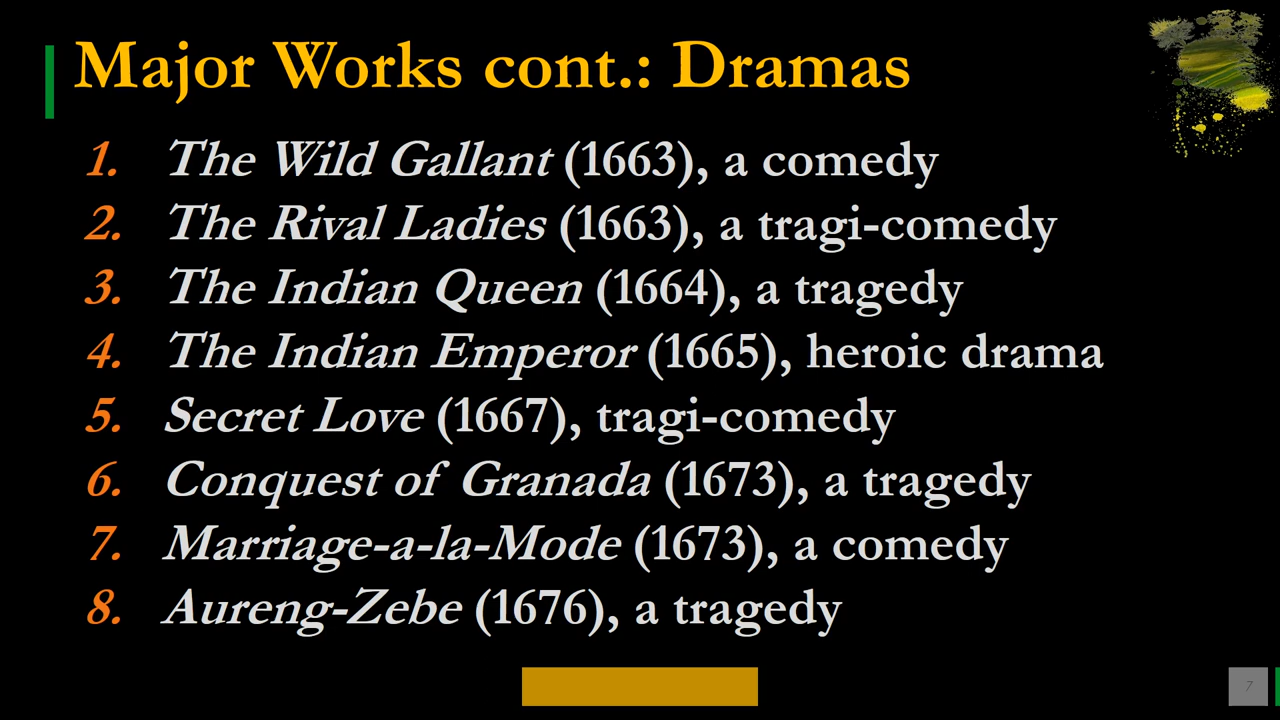 Major Works cont.: Dramas
1. The Wild Gallant (1663), a comedy
2. The Rival Ladies (1663), a tragi-comedy
3. The Indian Queen (1664), a tragedy
4. The Indian Emperor (1665), heroic drama
5. Secret Love (1667), tragi-comedy
6. Conquest of Granada (1673), a tragedy
7. Marriage-a-la-Mode (1673), a comedy
8. Aureng-Zebe (1676), a tragedy
7